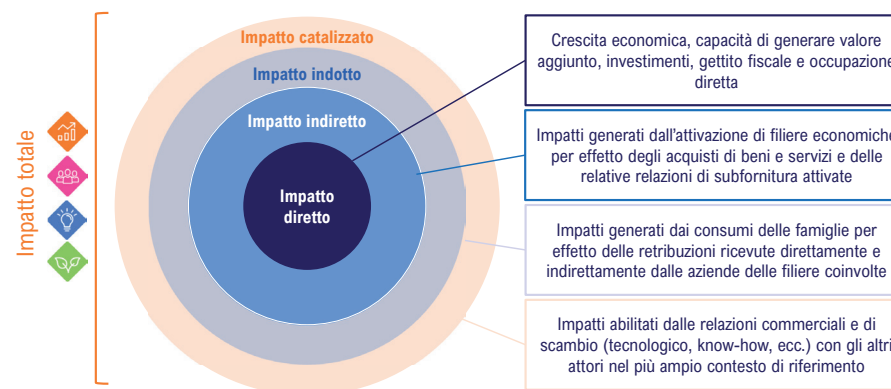 Impatto totale
Impatto catalizzato
Impatto indotto
Impatto indiretto
Impatto
diretto
Crescita economica, capacità di generare valore
aggiunto, investimenti, gettito fiscale e occupazione
diretta
Impatti generati dall'attivazione di filiere economiche
per effetto degli acquisti di beni e servizi e delle
relative relazioni di subfornitura attivate
Impatti generati dai consumi delle famiglie per
effetto delle retribuzioni ricevute direttamente e
indirettamente dalle aziende delle filiere coinvolte
Impatti abilitati dalle relazioni commerciali e di
scambio (tecnologico, know-how, ecc.) con gli altri
attori nel più ampio contesto di riferimento